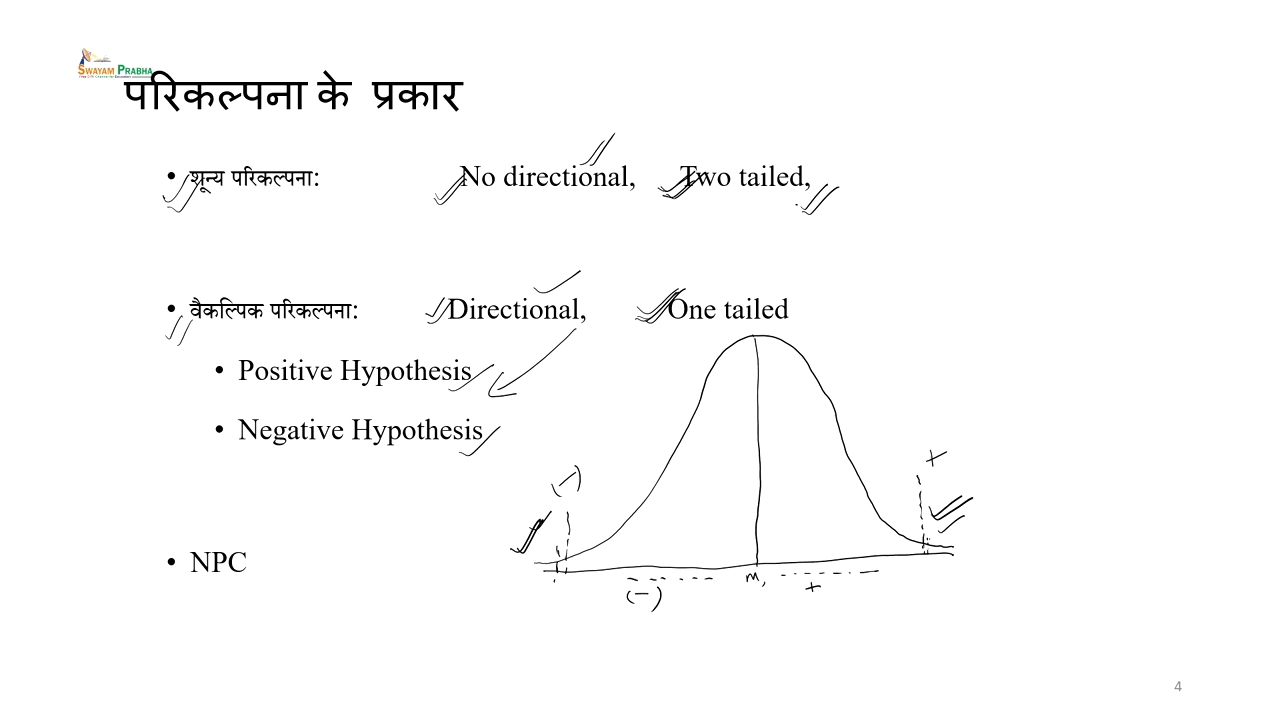 SWAYAM PRABHA
परिकल्पना के प्रकार
• शून्य परिकल्पना: No directional, Two tailed,
• वैकल्पिक परिकल्पना: Directional, One tailed
• Positive Hypothesis
• Negative Hypothesis
+
(-)
• NPC
m,
(-) +
4